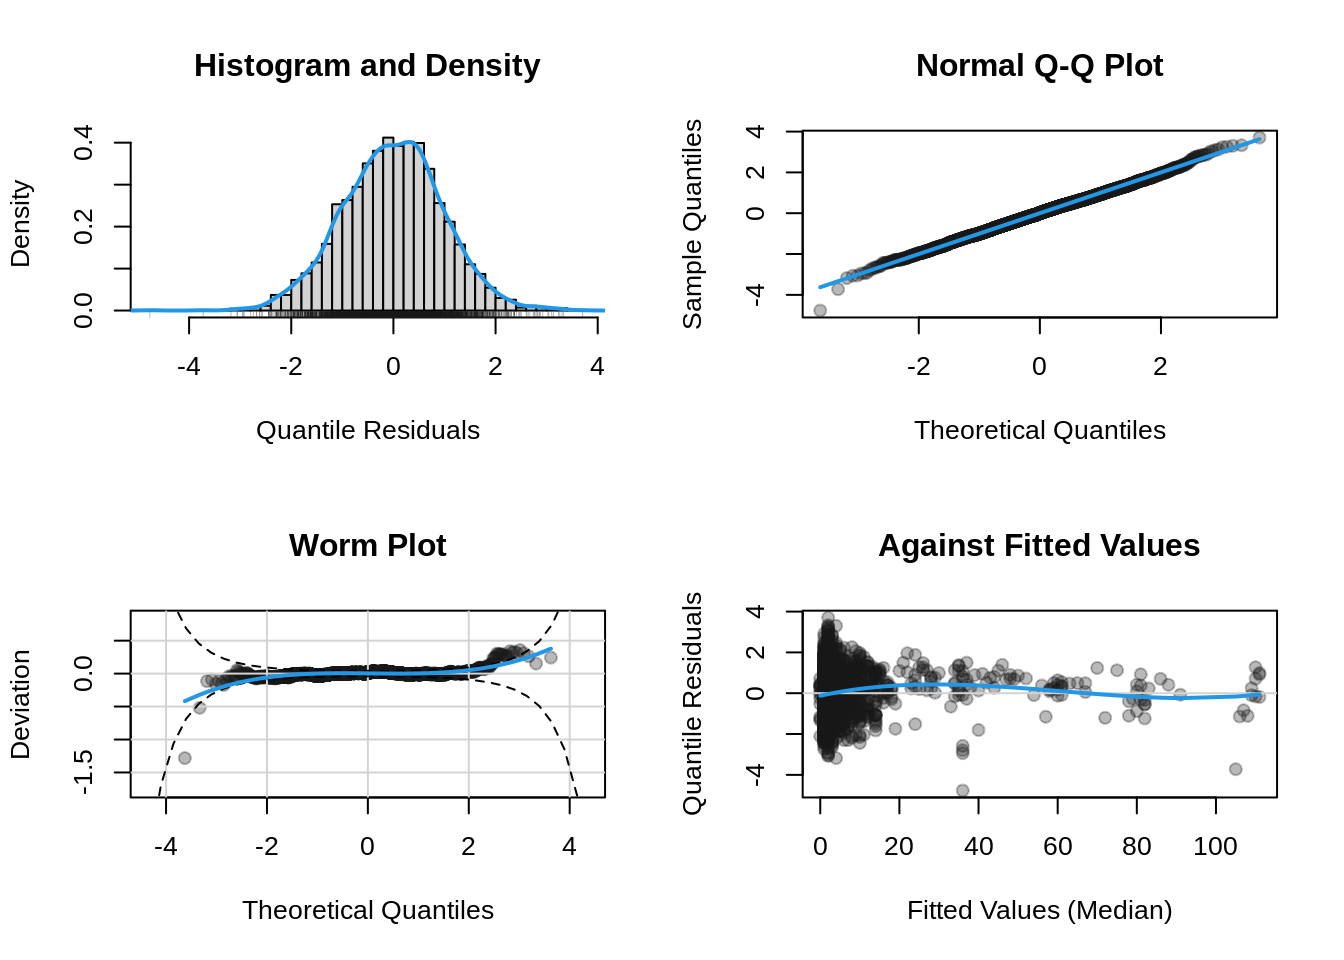 Histogram and Density
Density
0.0 0.2 0.4
-4 -2 0 2 4
Quantile Residuals
Normal Q-Q Plot
Sample Quantiles
-4 0 2 4
-2 0 2
Theoretical Quantiles
Worm Plot
Deviation
-1.5 0.0
-4 -2 0 2 4
Theoretical Quantiles
Against Fitted Values
Quantile Residuals
-4 0 2 4
0 20 40 60 80 100
Fitted Values (Median)